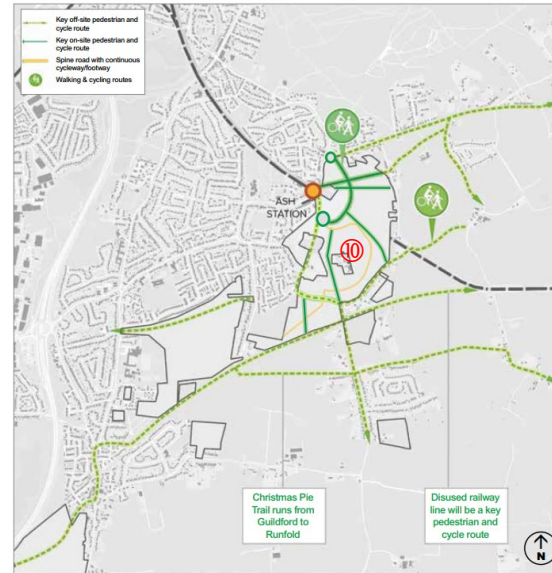 Key off-site pedestrian and
cycle route
Key on-site pedestrian and
cycle route
Spine road with continuous
cycleway/footway
Walking & cycling routes
ASH
STATION
⑩
Christmas Pie
Trail runs from
Guildford to
Runfold
Disused railway
line will be a key
pedestrian and
cycle route
N